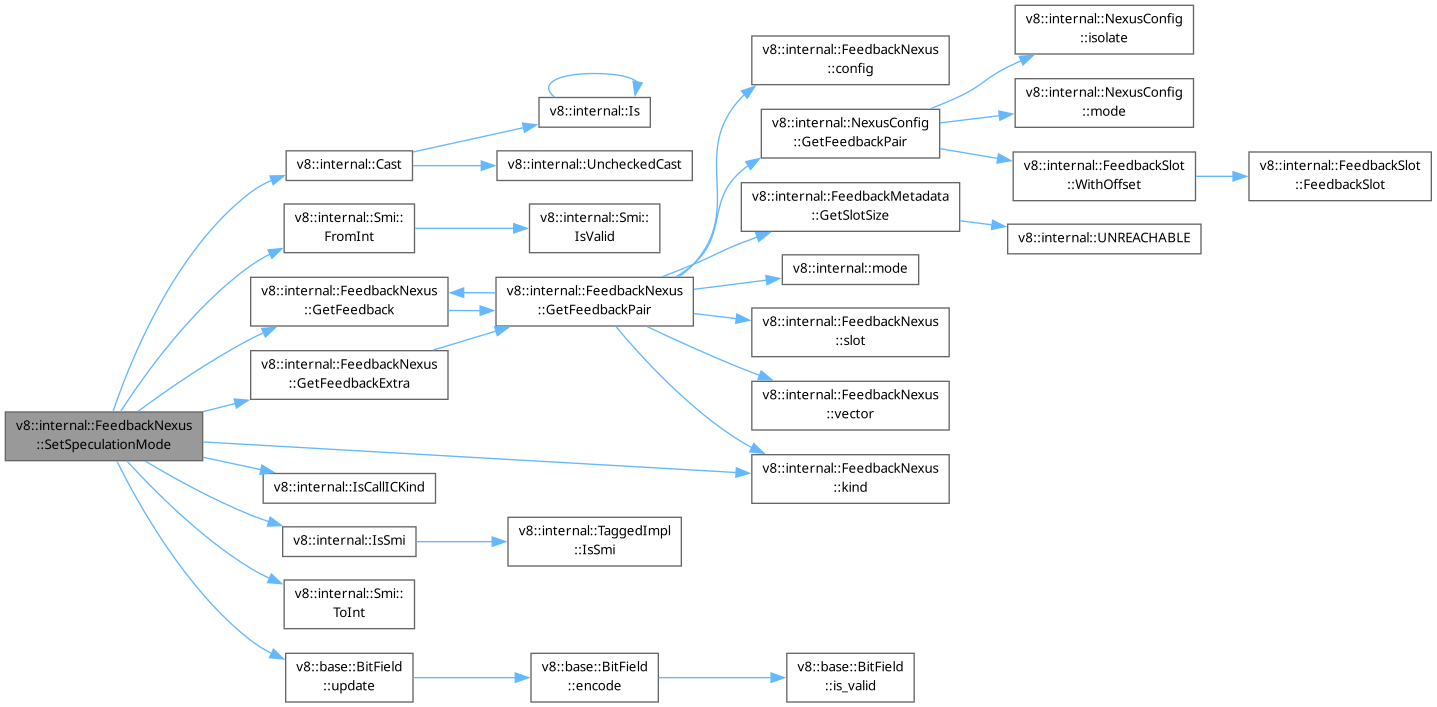 v8::internal::FeedbackNexus
::SetSpeculationMode
v8::internal::Cast
v8::internal::Is
v8::internal::UncheckedCast
v8::internal::Smi::
FromInt
v8::internal::Smi::
IsValid
v8::internal::FeedbackNexus
::GetFeedback
v8::internal::FeedbackNexus
::GetFeedbackPair
v8::internal::FeedbackNexus
::config
v8::internal::NexusConfig
::GetFeedbackPair
v8::internal::NexusConfig
::isolate
v8::internal::NexusConfig
::mode
v8::internal::FeedbackSlot
::WithOffset
v8::internal::FeedbackSlot
::FeedbackSlot
v8::internal::FeedbackMetadata
::GetSlotSize
v8::internal::UNREACHABLE
v8::internal::mode
v8::internal::FeedbackNexus
::slot
v8::internal::FeedbackNexus
::vector
v8::internal::FeedbackNexus
::kind
v8::internal::FeedbackNexus
::GetFeedbackExtra
v8::internal::IsCallICKind
v8::internal::IsSmi
v8::internal::TaggedImpl
::IsSmi
v8::internal::Smi::
ToInt
v8::base::BitField
::update
v8::base::BitField
::encode
v8::base::BitField
::is_valid